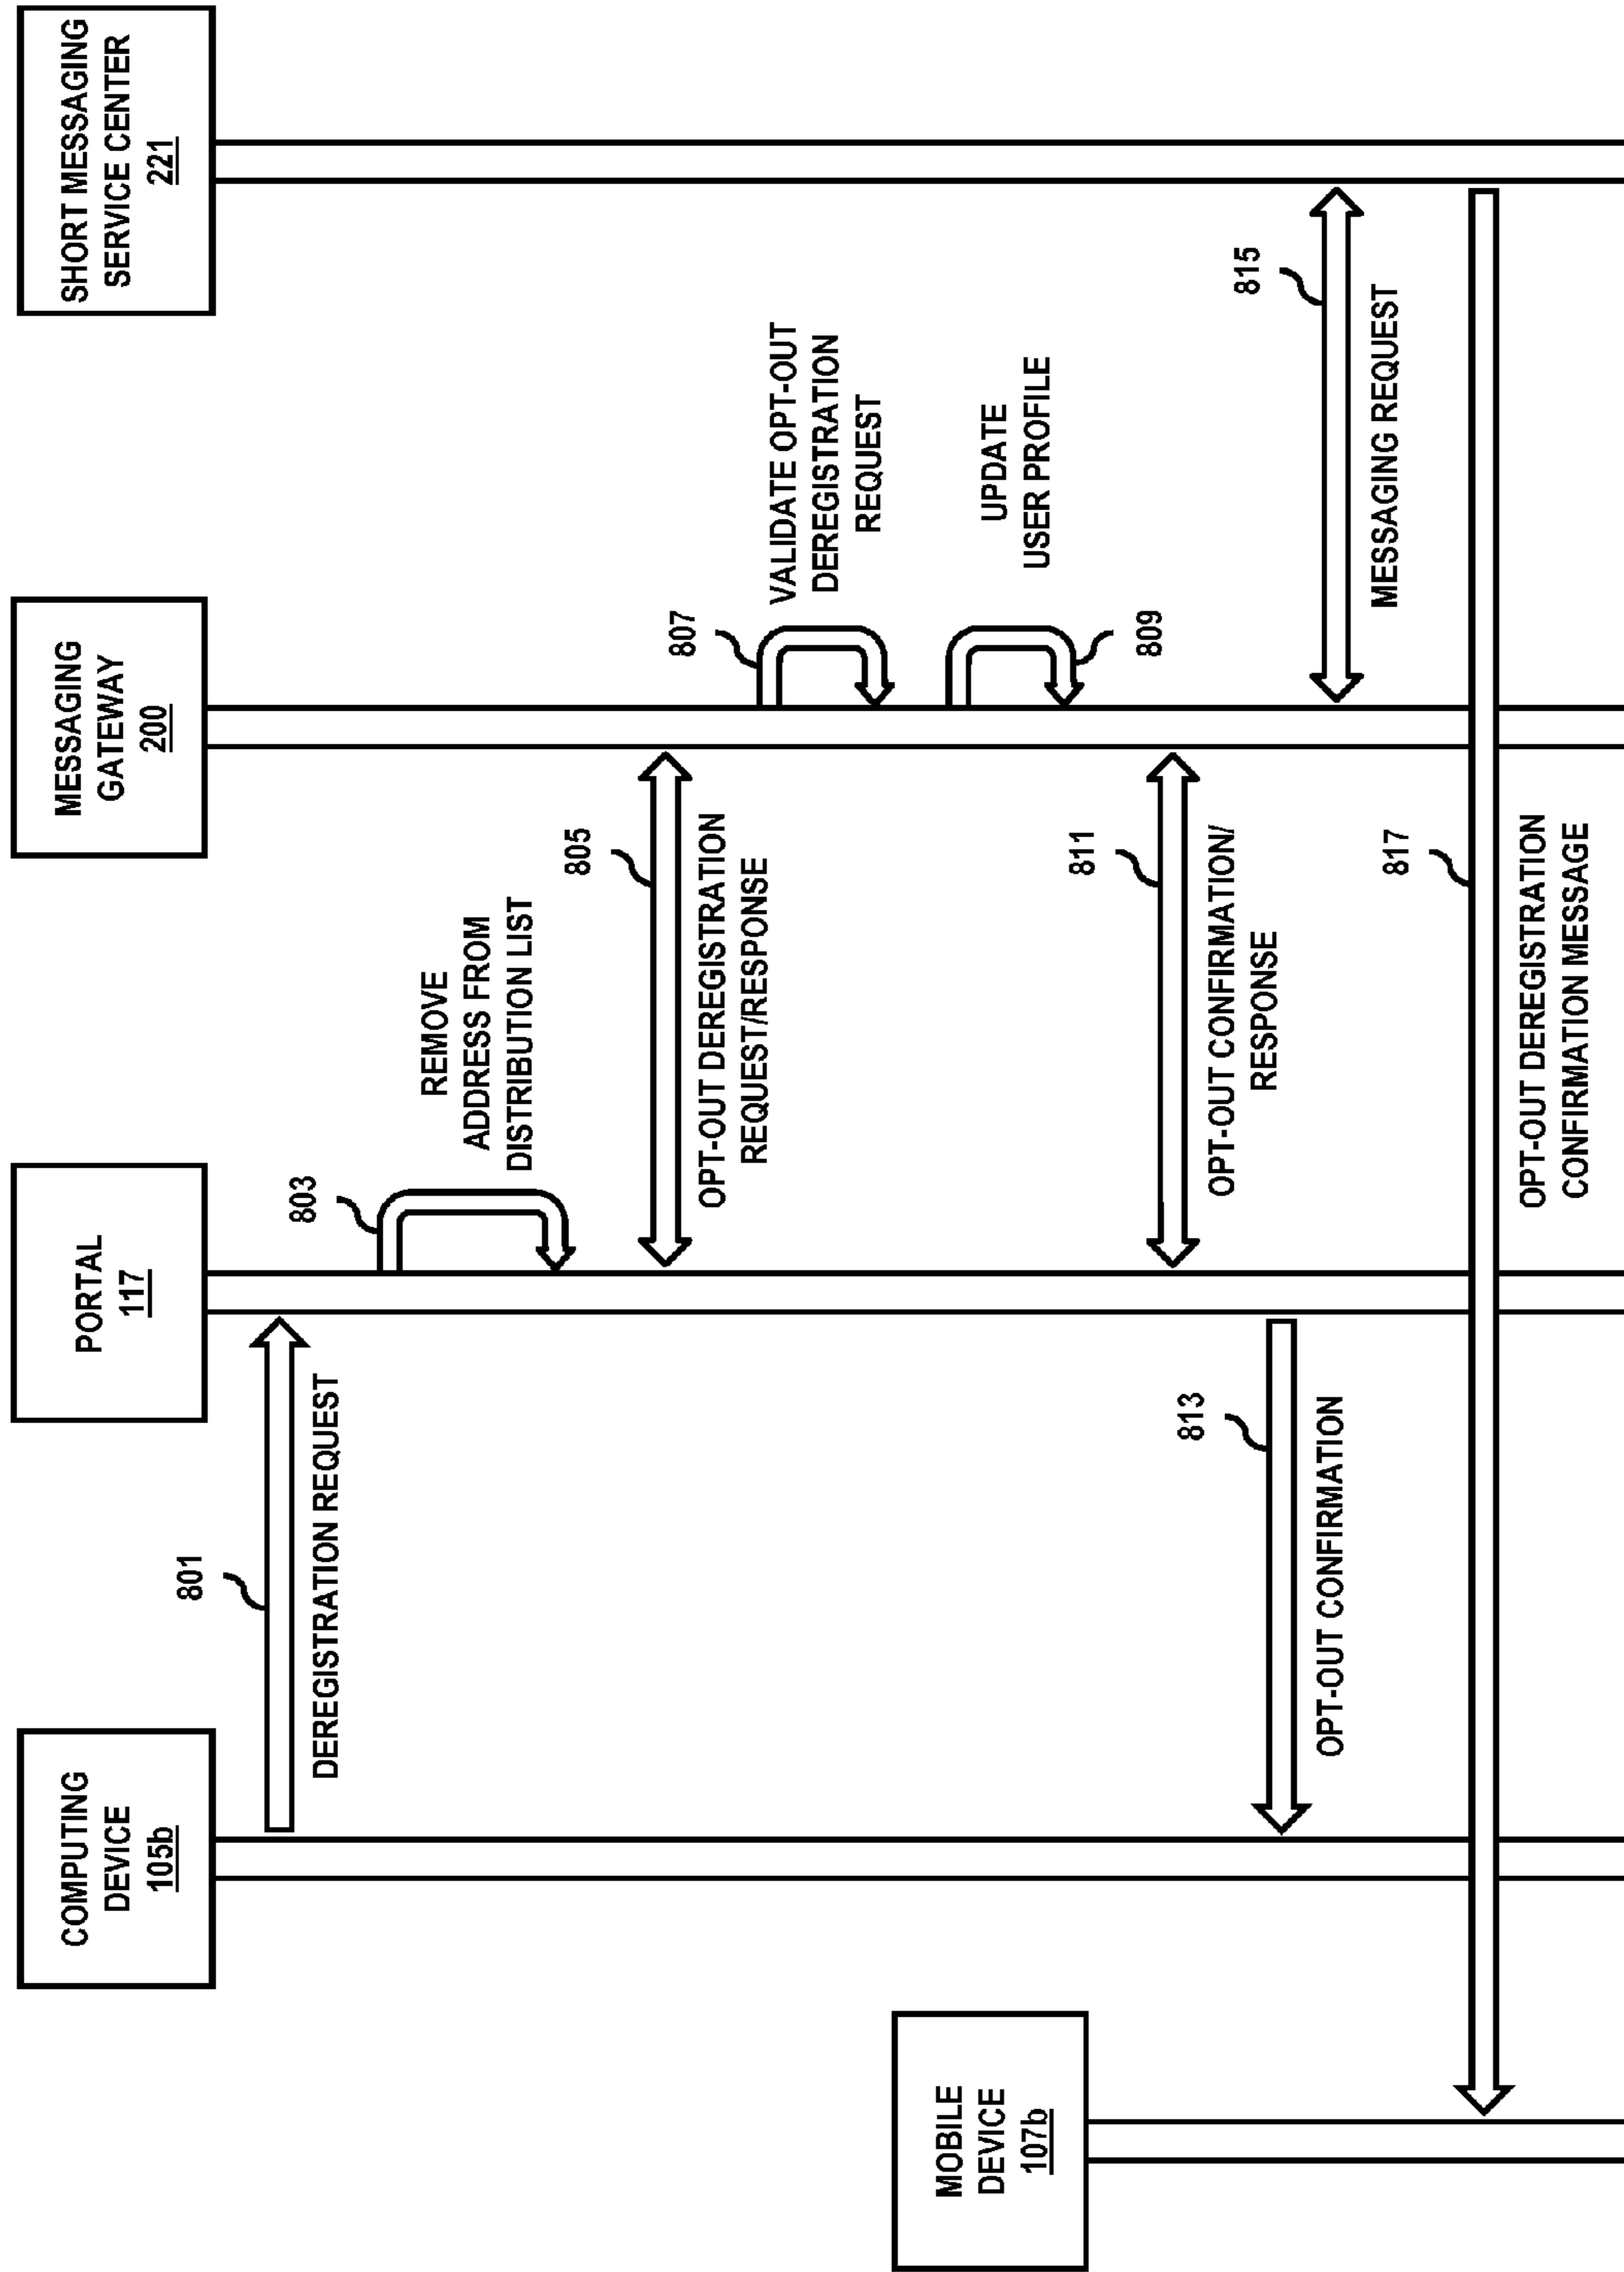 MOBILE
DEVICE
107b
COMPUTING
DEVICE
105b
PORTAL
117
MESSAGING
GATEWAY
200
SHORT MESSAGING
SERVICE CENTER
221
801
DEREGISTRATION REQUEST
803
REMOVE
ADDRESS FROM
DISTRIBUTION LIST
805
OPT-OUT DEREGISTRATION
REQUEST/RESPONSE
807
VALIDATE OPT-OUT
DEREGISTRATION
REQUEST
UPDATE
USER PROFILE
809
811
OPT-OUT CONFIRMATION/
RESPONSE
813
OPT-OUT CONFIRMATION
815
MESSAGING REQUEST
817
OPT-OUT DEREGISTRATION
CONFIRMATION MESSAGE